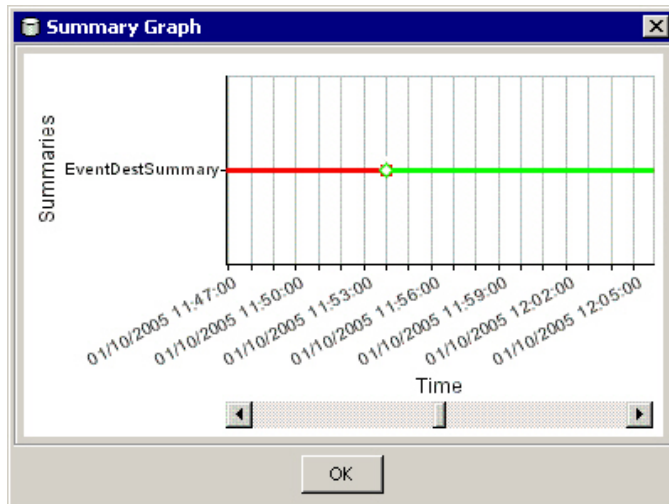 Summary Graph
Summaries
EventDestSummary
01/10/2005 11:47:00
01/10/2005 11:50:00
01/10/2005 11:53:00
01/10/2005 11:56:00
01/10/2005 11:59:00
01/10/2005 12:02:00
01/10/2005 12:05:00
Time
OK